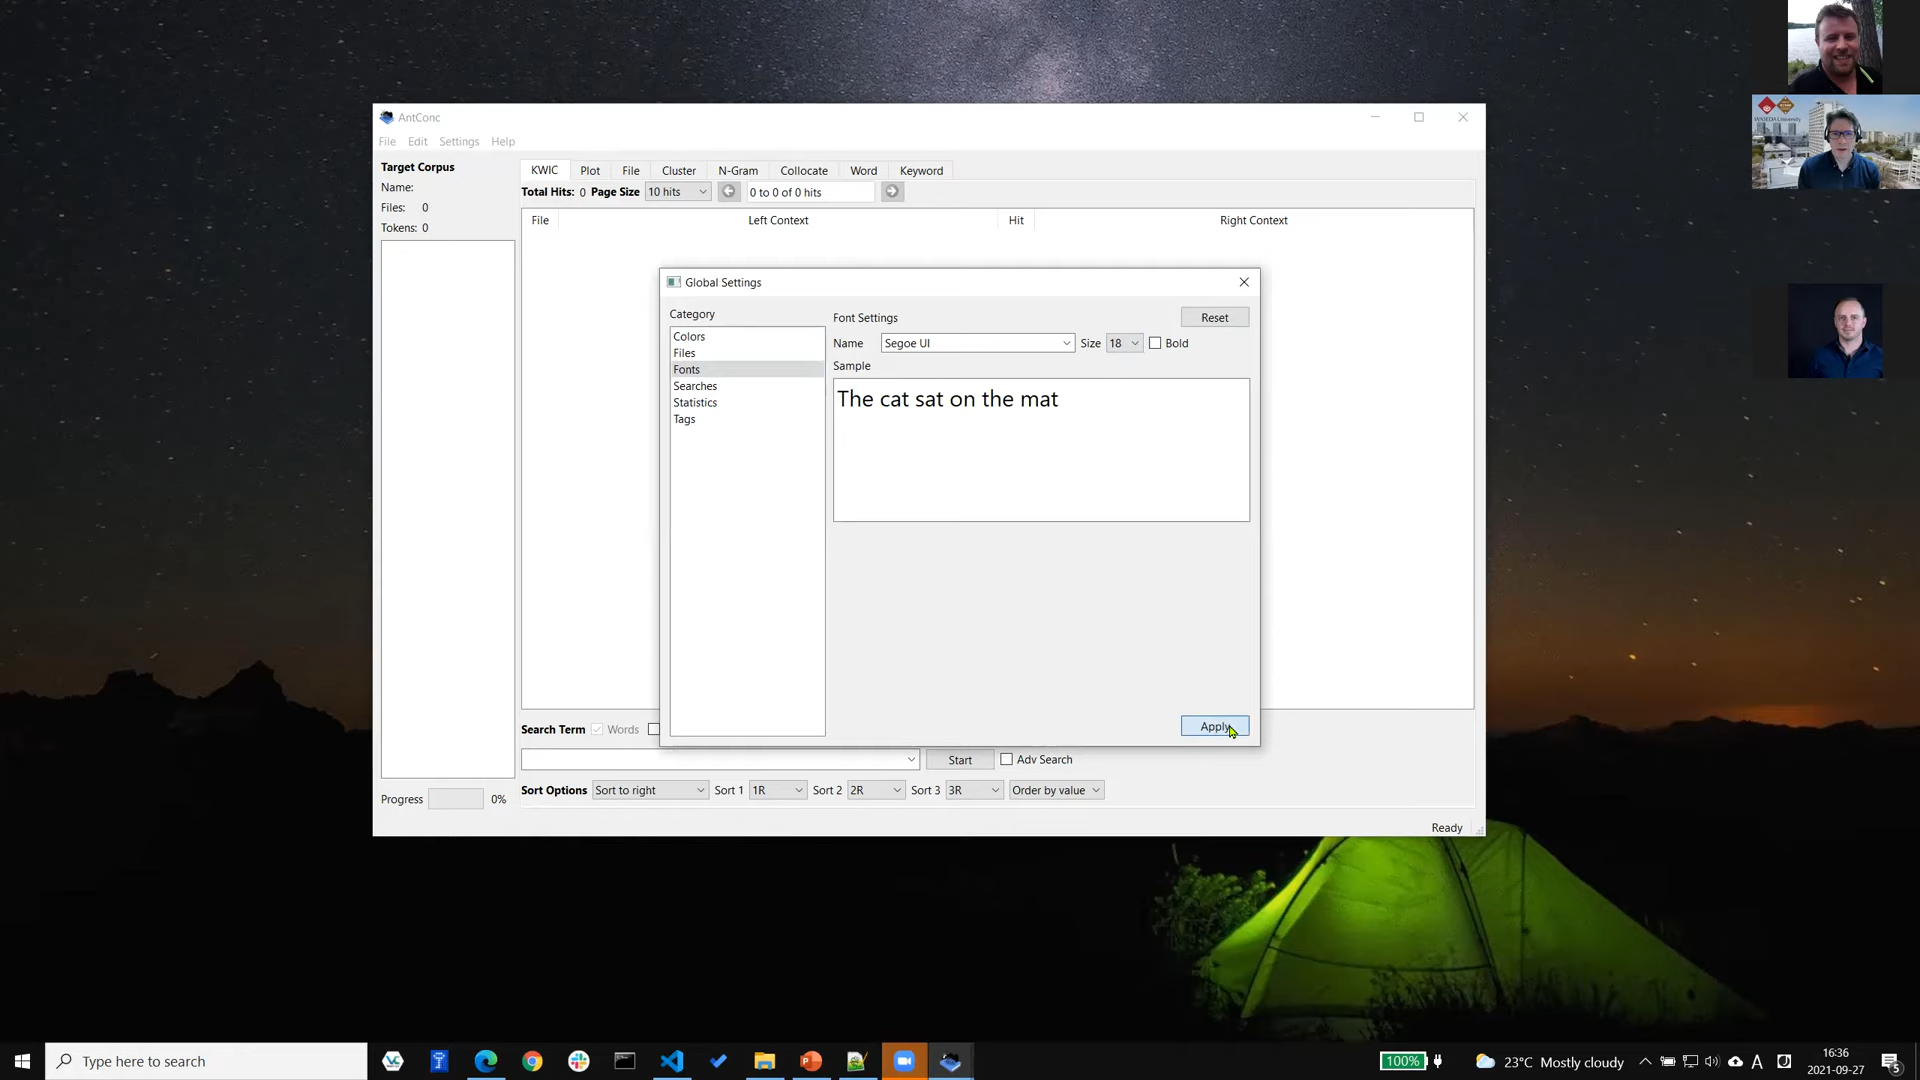 AntConc
File Edit Settings Help
Target Corpus
Name:
Files: 0
Tokens: 0
KWIC Plot File Cluster N-Gram Collocate Word Keyword
Total Hits: 0 Page Size 10 hits 0 to 0 of 0 hits
File Left Context Hit Right Context
Global Settings
Category
Colors
Files
Fonts
Searches
Statistics
Tags
Font Settings Reset
Name Segoe UI Size 18 Bold
Sample
The cat sat on the mat
Apply
Search Term Words
Start Adv Search
Sort Options Sort to right Sort 1 1R Sort 2 2R Sort 3 3R Order by value
Progress 0%
Ready
WASEDA University
Type here to search
100% 23°C Mostly cloudy A 16:36
2021-09-27
5